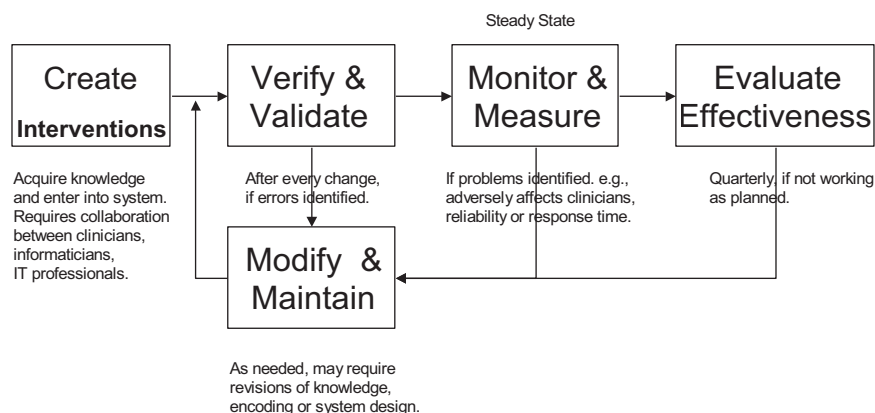 Steady State
Create
Interventions
Verify &
Validate
Monitor &
Measure
Evaluate
Effectiveness
Acquire knowledge
and enter into system.
Requires collaboration
between clinicians,
informaticians,
IT professionals.
After every change,
if errors identified.
If problems identified. e.g.,
adversely affects clinicians,
reliability or response time.
Quarterly, if not working
as planned.
Modify &
Maintain
As needed, may require
revisions of knowledge,
encoding or system design.